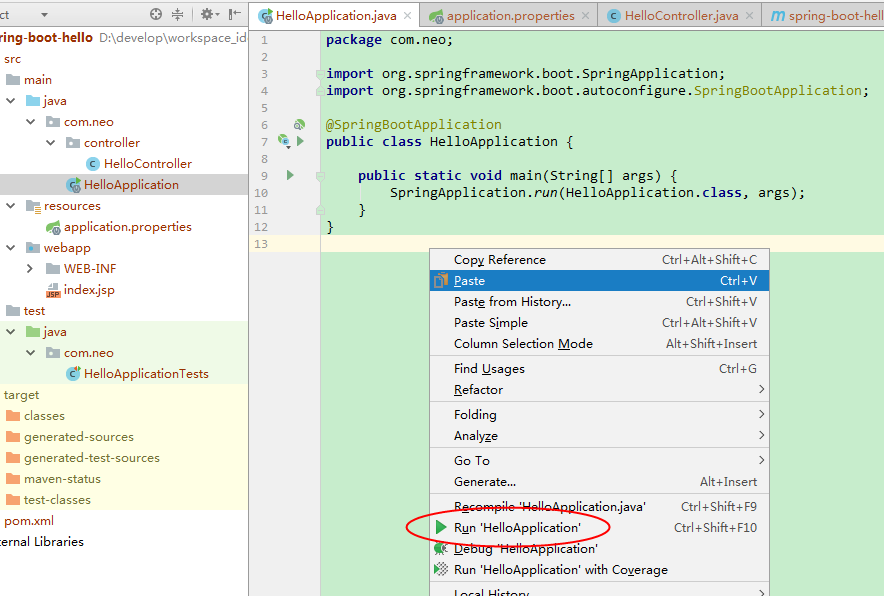 ct
HelloApplication.java
application.properties
HelloController.java
m spring-boot-hell
ring-boot-hello D:\develop\workspace_id
src
main
java
com.neo
controller
HelloController
HelloApplication
resources
application.properties
webapp
WEB-INF
index.jsp
test
java
com.neo
HelloApplicationTests
target
classes
generated-sources
generated-test-sources
maven-status
test-classes
pom.xml
ternal Libraries
1 package com.neo;
2
3 import org.springframework.boot.SpringApplication;
4 import org.springframework.boot.autoconfigure.SpringBootApplication;
5
6 @SpringBootApplication
7 public class HelloApplication {
8
9 public static void main(String[] args) {
10 SpringApplication.run(HelloApplication.class, args);
11 }
12 }
13
Copy Reference Ctrl+Alt+Shift+C
Paste Ctrl+V
Paste from History... Ctrl+Shift+V
Paste Simple Ctrl+Alt+Shift+V
Column Selection Mode Alt+Shift+Insert
Find Usages Ctrl+G
Refactor
Folding
Analyze
Go To
Generate... Alt+Insert
Recompile 'HelloApplication.java' Ctrl+Shift+F9
Run 'HelloApplication' Ctrl+Shift+F10
Debug 'HelloApplication'
Run 'HelloApplication' with Coverage
Local History